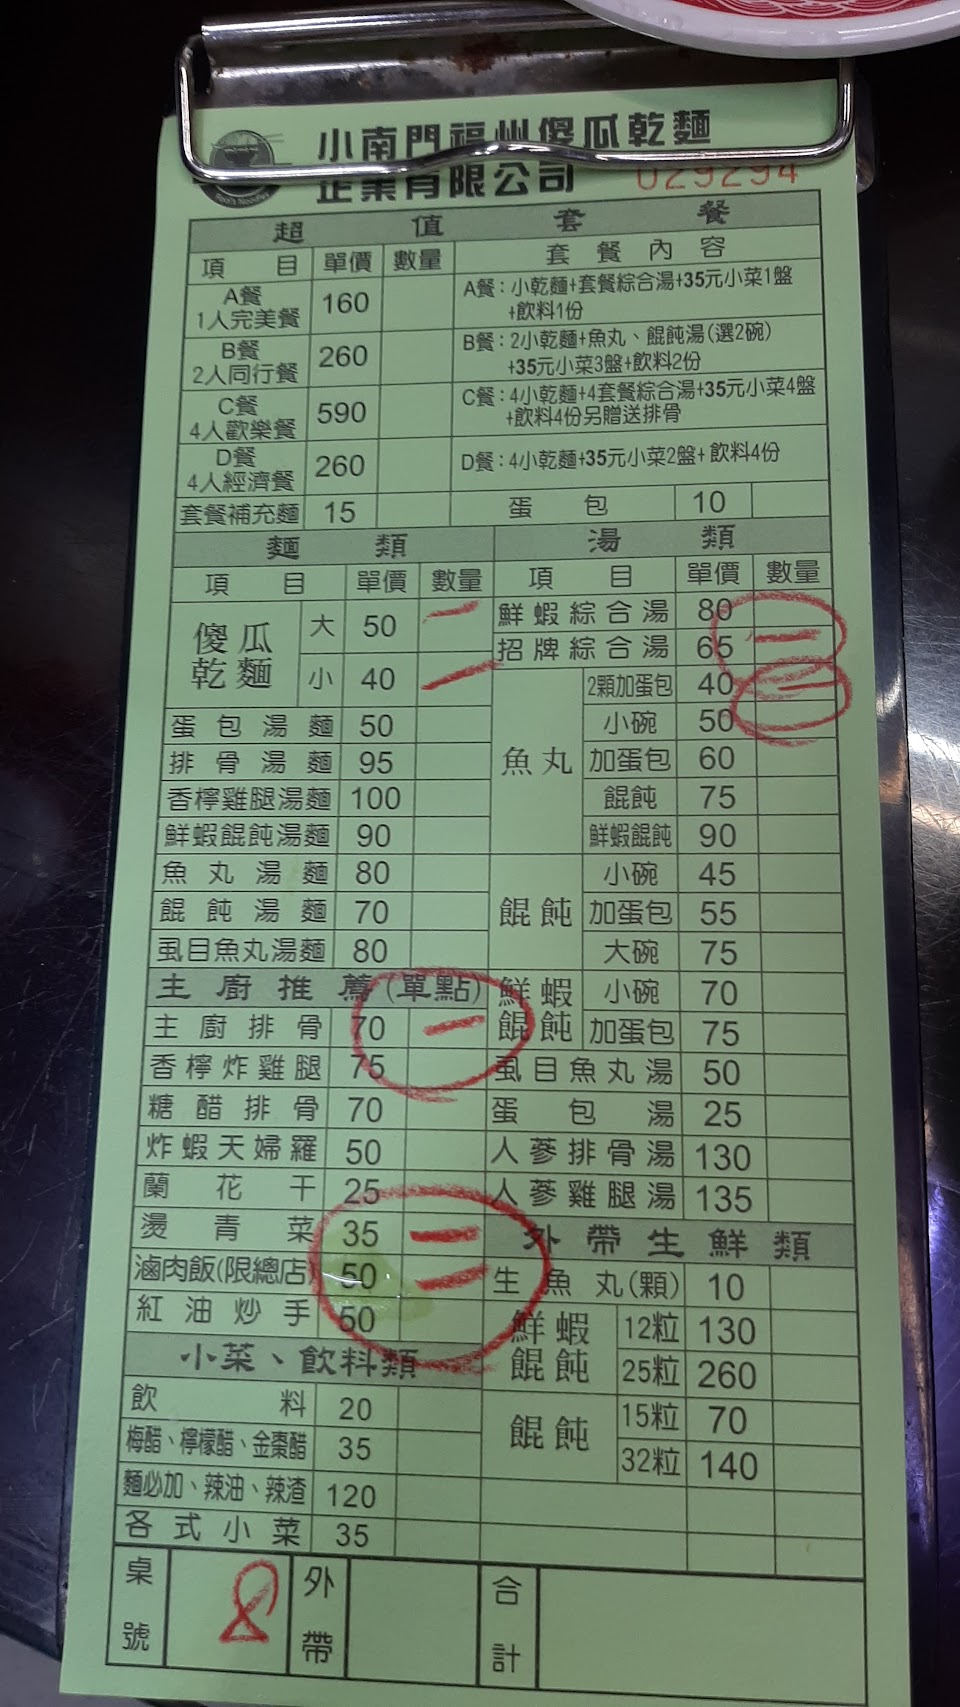 小南門福州傻瓜乾麵
企業有限公司 029294
超值套餐
項目 單價 數量 套餐內容
A餐 1人完美餐 160 A餐：小乾麵+套餐綜合湯+35元小菜1盤
+飲料1份
B餐 2人同行餐 260 B餐：2小乾麵+魚丸、餛飩湯(選2碗)
+35元小菜3盤+飲料2份
C餐 4人歡樂餐 590 C餐：4小乾麵+4套餐綜合湯+35元小菜4盤
+飲料4份另贈送排骨
D餐 4人經濟餐 260 D餐：4小乾麵+35元小菜2盤+飲料4份
套餐補充麵 15 蛋包 10
麵類
項目 單價 數量
傻瓜乾麵 大 50 一
小 40 一
蛋包湯麵 50
排骨湯麵 95
香檸雞腿湯麵 100
鮮蝦餛飩湯麵 90
魚丸湯麵 80
餛飩湯麵 70
虱目魚丸湯麵 80
主廚推薦(單點)
主廚排骨 70 一
香檸炸雞腿 75
糖醋排骨 70
炸蝦天婦羅 50
蘭花干 25
燙青菜 35 一
滷肉飯(限總店) 50 一
紅油炒手 50
小菜、飲料類
飲料 20
梅醋、檸檬醋、金棗醋 35
麵必加、辣油、辣渣 120
各式小菜 35
湯類
項目 單價 數量
鮮蝦綜合湯 80
招牌綜合湯 65 一
魚丸 2顆加蛋包 40 一
小碗 50
加蛋包 60
餛飩 75
鮮蝦餛飩 90
餛飩 小碗 45
加蛋包 55
大碗 75
鮮蝦餛飩 小碗 70
加蛋包 75
虱目魚丸湯 50
蛋包湯 25
人蔘排骨湯 130
人蔘雞腿湯 135
外帶生鮮類
生魚丸(顆) 10
鮮蝦餛飩 12粒 130
25粒 260
餛飩 15粒 70
32粒 140
桌號 8 外帶 合計